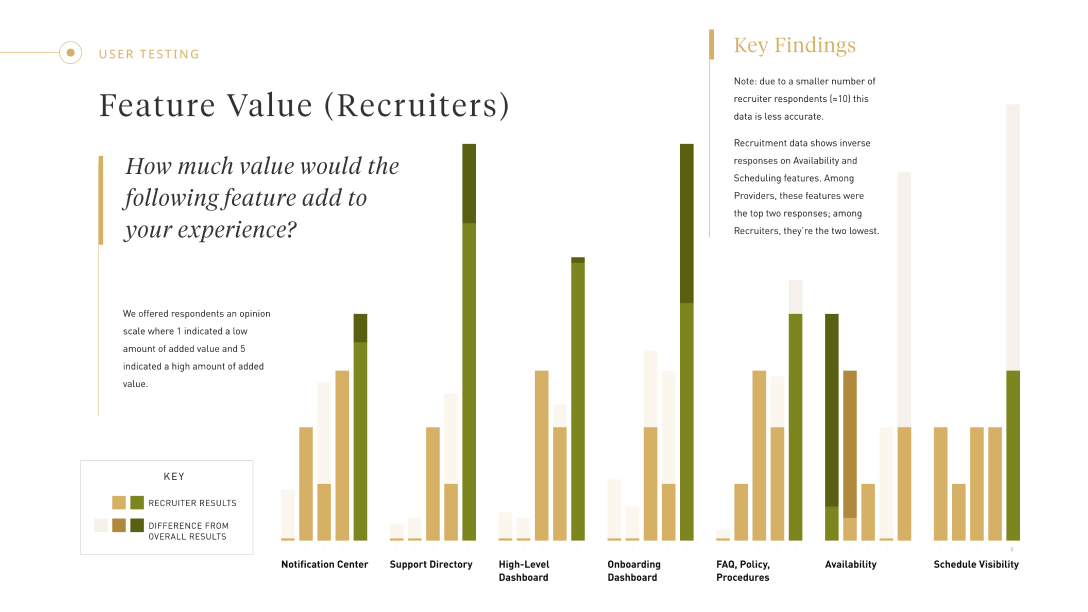 USER TESTING
Feature Value (Recruiters)
How much value would the
following feature add to
your experience?
We offered respondents an opinion
scale where 1 indicated a low
amount of added value and 5
indicated a high amount of added
value.
KEY
RECRUITER RESULTS
DIFFERENCE FROM
OVERALL RESULTS
Key Findings
Note: due to a smaller number of
recruiter respondents (≈10) this
data is less accurate.
Recruitment data shows inverse
responses on Availability and
Scheduling features. Among
Providers, these features were
the top two responses; among
Recruiters, they're the two lowest.
Notification Center
Support Directory
High-Level
Dashboard
Onboarding
Dashboard
FAQ, Policy,
Procedures
Availability
Schedule Visibility